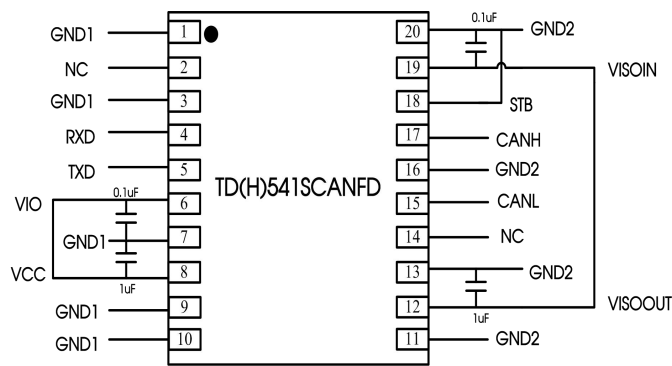 GND1 1
NC 2
GND1 3
RXD 4
TXD 5
VIO 0.1uF 6
GND1 7
VCC 1uF 8
GND1 9
GND1 10
TD(H)541SCANFD
20 0.1uF GND2
19 VISOIN
18 STB
17 CANH
16 GND2
15 CANL
14 NC
13 GND2
12 1uF VISOOUT
11 GND2